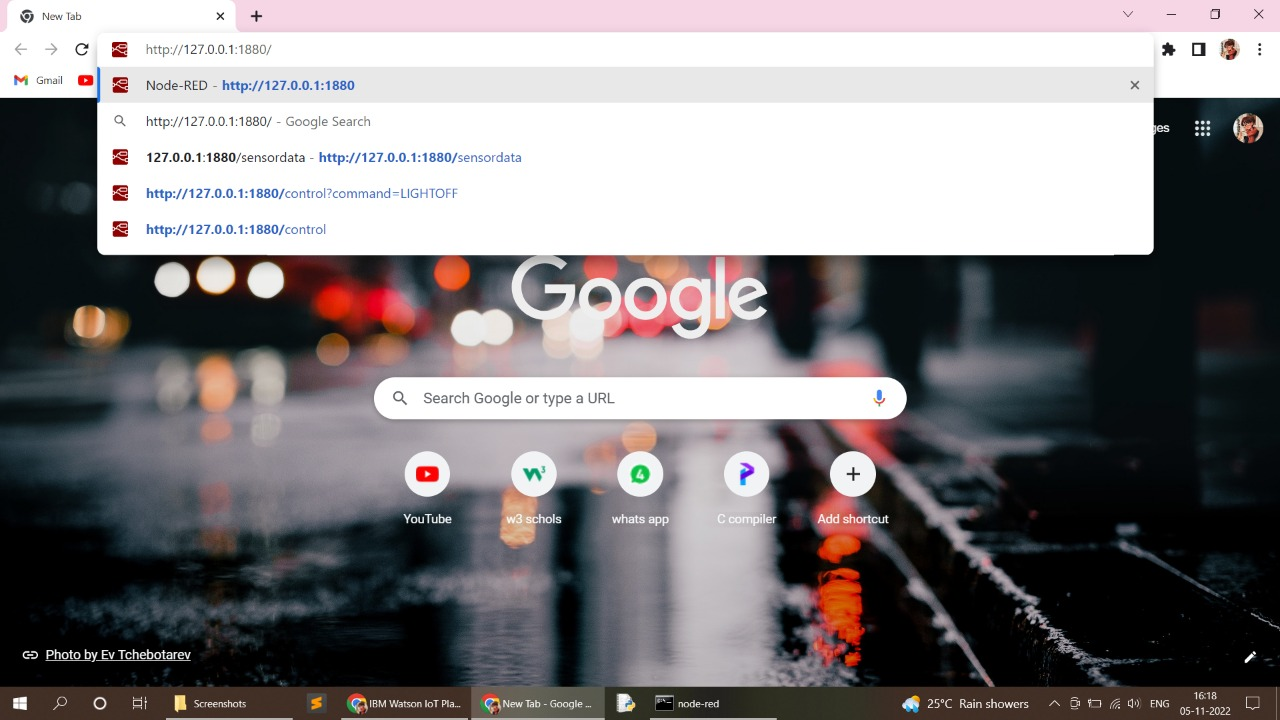 New Tab
http://127.0.0.1:1880/
Gmail
Node-RED - http://127.0.0.1:1880
http://127.0.0.1:1880/ - Google Search
ges
127.0.0.1:1880/sensordata - http://127.0.0.1:1880/sensordata
http://127.0.0.1:1880/control?command=LIGHTOFF
http://127.0.0.1:1880/control
Google
Search Google or type a URL
W3
4
YouTube
w3 schols
whats app
C compiler
Add shortcut
Photo by Ev Tchebotarev
Screenshots
IBM Watson IoT Pla...
New Tab - Google ...
node-red
25°C Rain showers
ENG
16:18
05-11-2022